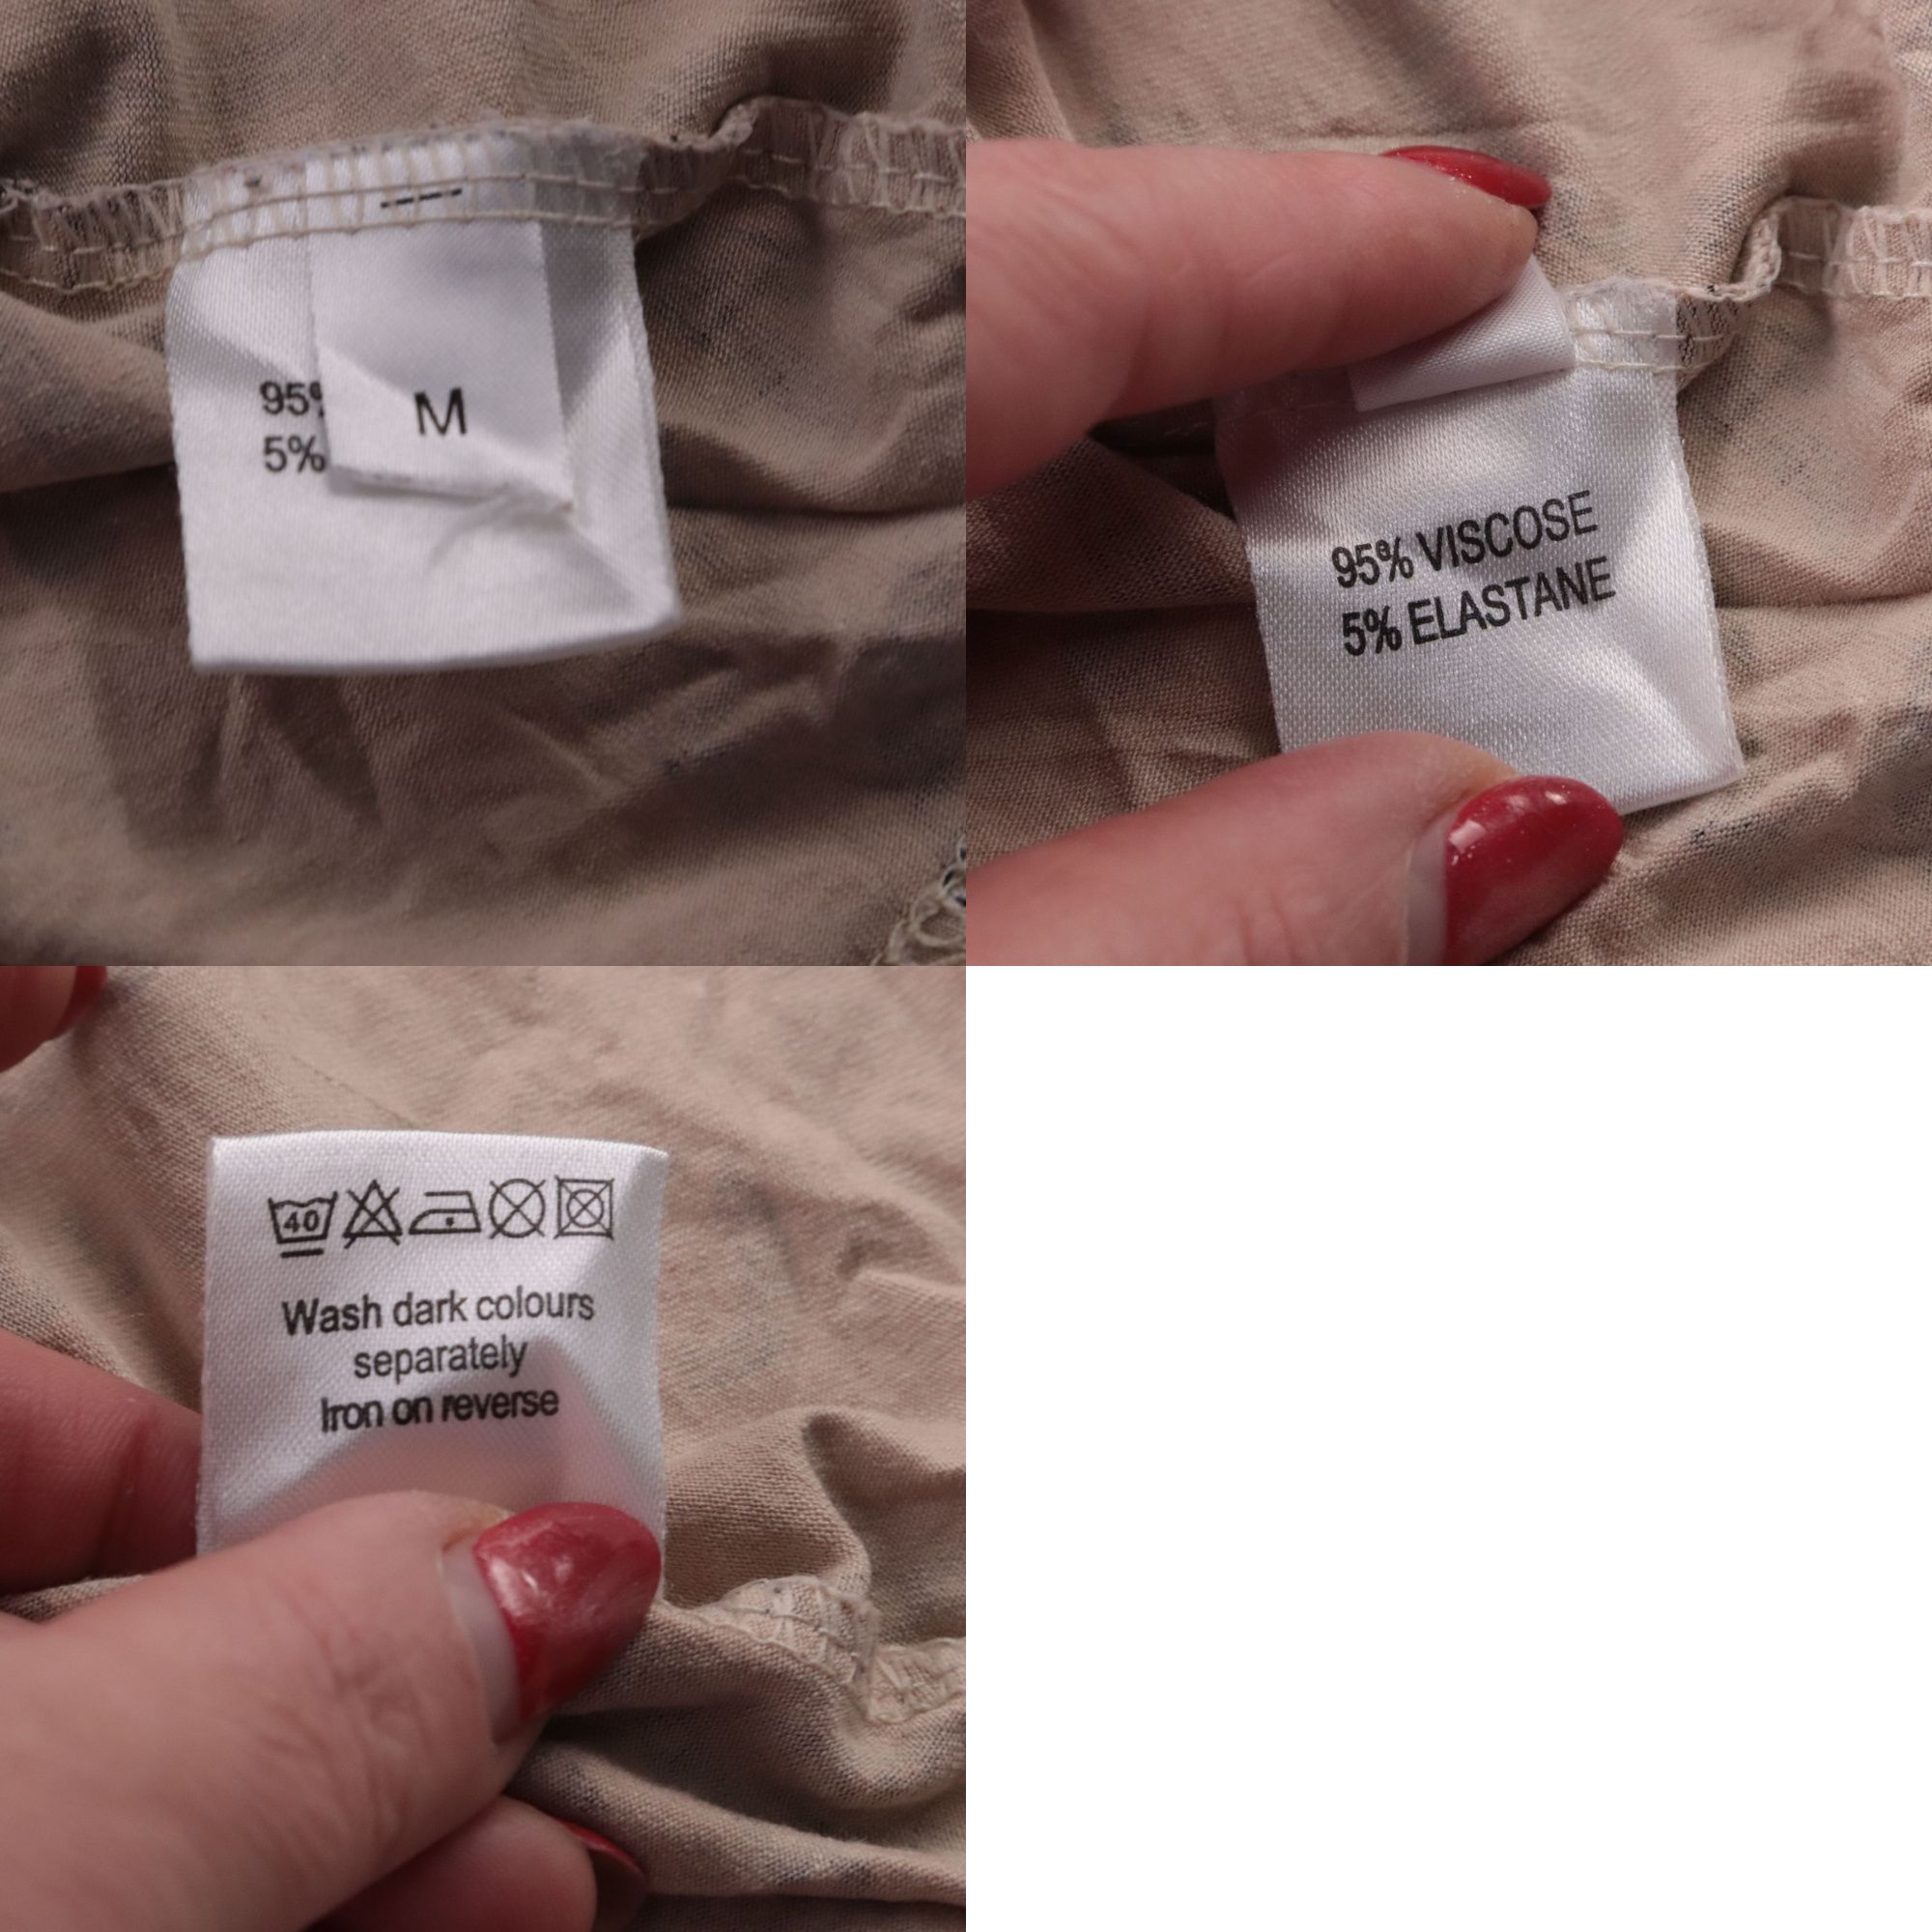 95%
5%
M
95% VISCOSE
5% ELASTANE
40
Wash dark colours
separately
Iron on reverse